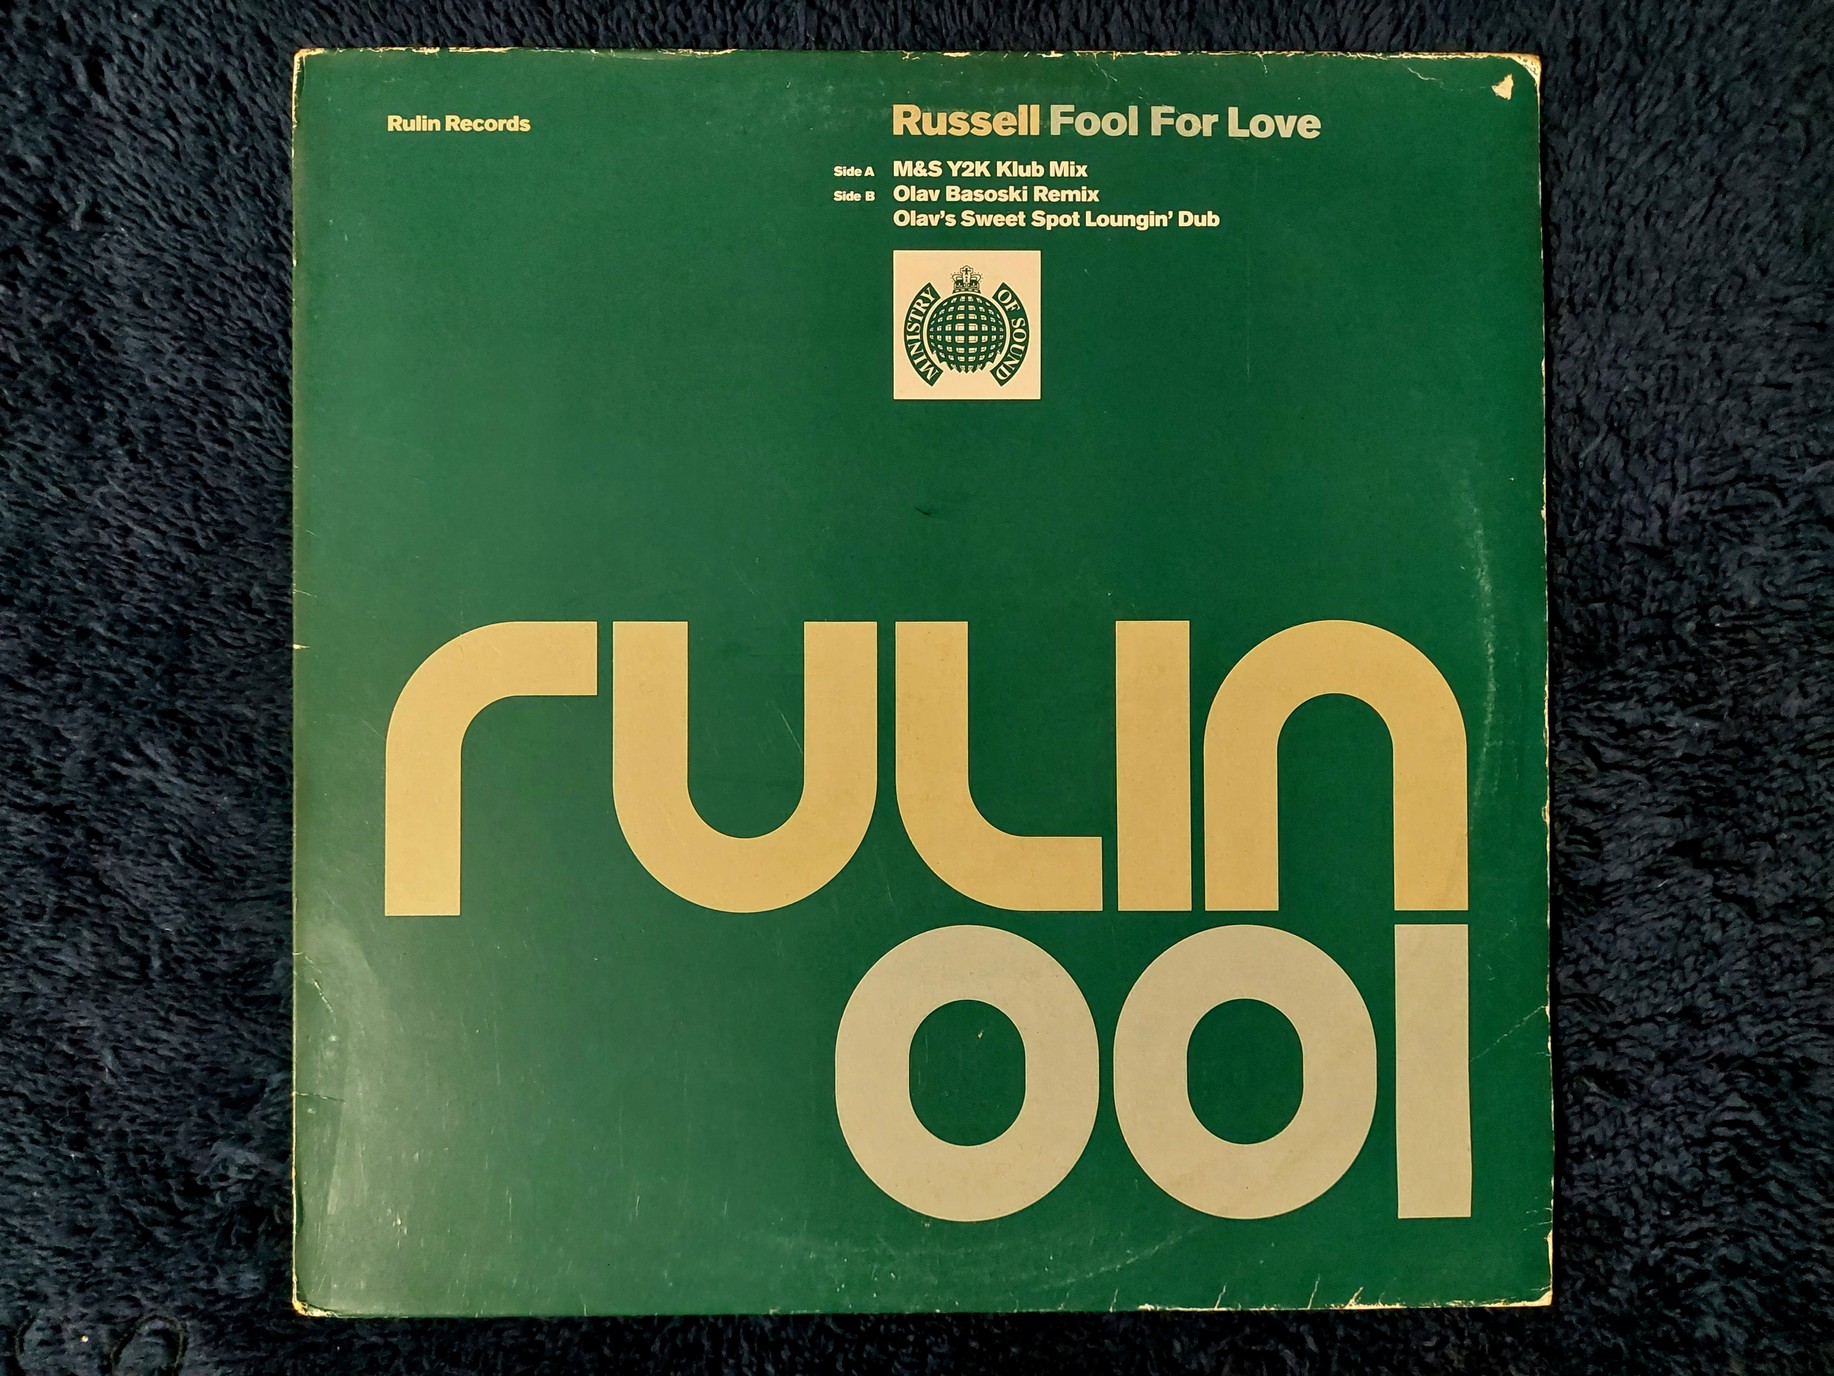 Rulin Records
Russell Fool For Love
Side A M&S Y2K Klub Mix
Side B Olav Basoski Remix
Olav's Sweet Spot Loungin' Dub
MINISTRY OF SOUND
rulin
001